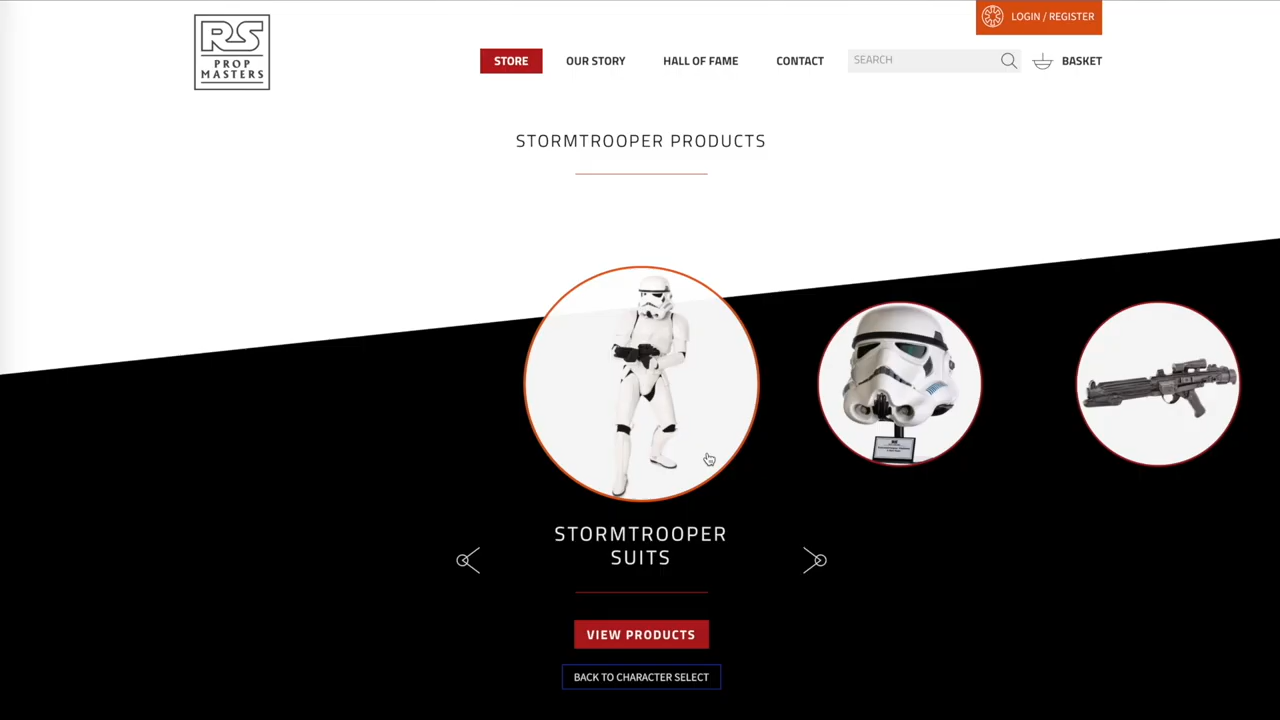 RS
PROP
MASTERS
LOGIN / REGISTER
STORE
OUR STORY
HALL OF FAME
CONTACT
SEARCH
BASKET
STORMTROOPER PRODUCTS
STORMTROOPER
SUITS
VIEW PRODUCTS
BACK TO CHARACTER SELECT